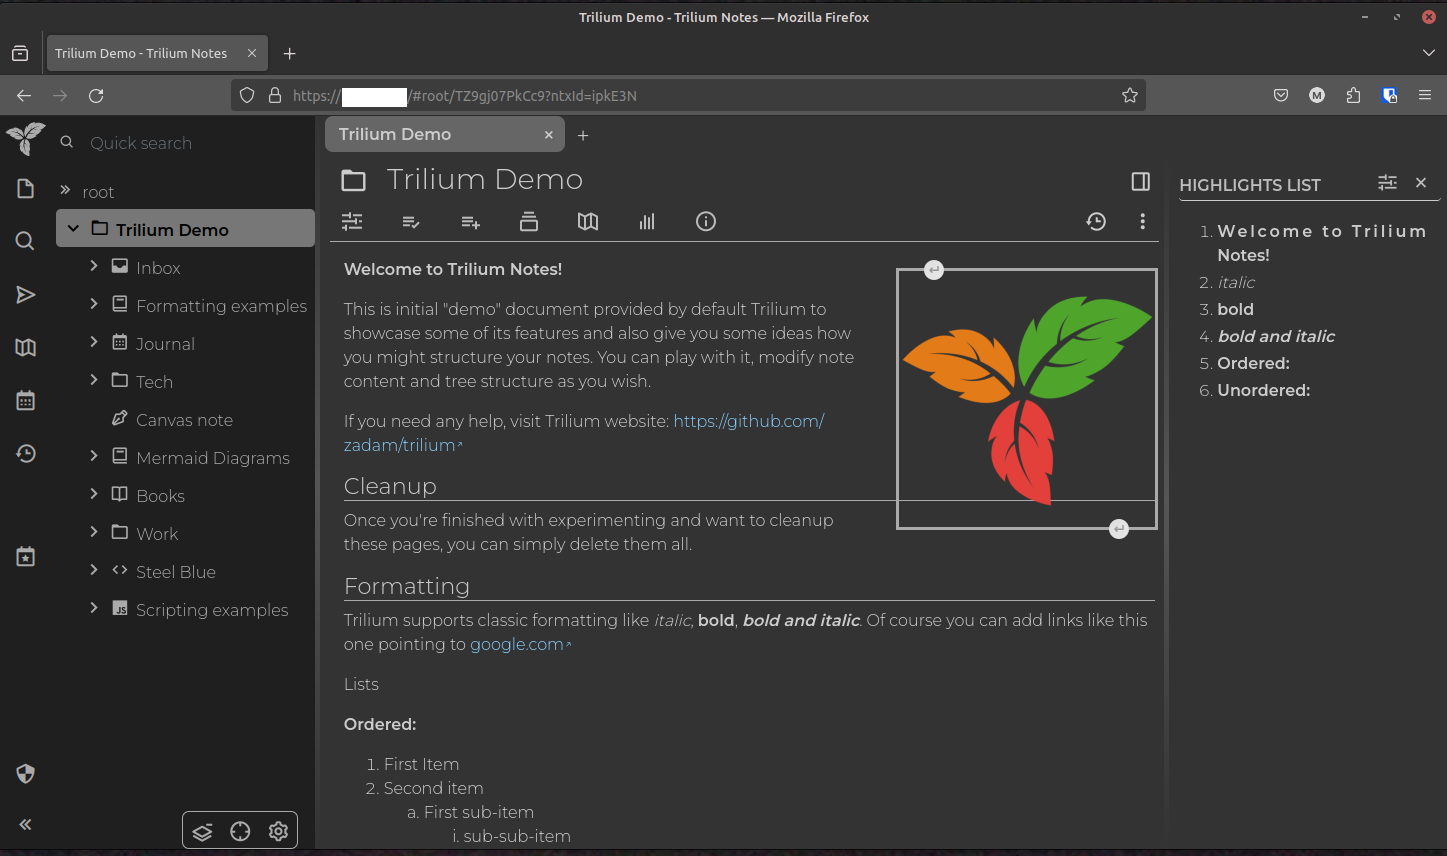 Trilium Demo - Trilium Notes — Mozilla Firefox
Trilium Demo - Trilium Notes
https:// /#root/TZ9gj07PkCc9?ntxId=ipkE3N
M
Quick search
root
Trilium Demo
Inbox
Formatting examples
Journal
Tech
Canvas note
Mermaid Diagrams
Books
Work
Steel Blue
JS Scripting examples
Trilium Demo
Trilium Demo
Welcome to Trilium Notes!
This is initial "demo" document provided by default Trilium to
showcase some of its features and also give you some ideas how
you might structure your notes. You can play with it, modify note
content and tree structure as you wish.
If you need any help, visit Trilium website: https://github.com/
zadam/trilium
Cleanup
Once you're finished with experimenting and want to cleanup
these pages, you can simply delete them all.
Formatting
Trilium supports classic formatting like italic, bold, bold and italic. Of course you can add links like this
one pointing to google.com
Lists
Ordered:
1. First Item
2. Second item
a. First sub-item
i. sub-sub-item
HIGHLIGHTS LIST
1. Welcome to Trilium
Notes!
2. italic
3. bold
4. bold and italic
5. Ordered:
6. Unordered: